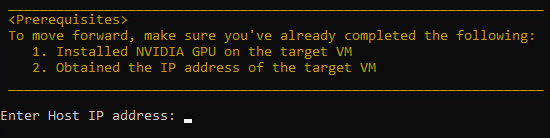 <Prerequisites>
To move forward, make sure you've already completed the following:
1. Installed NVIDIA GPU on the target VM
2. Obtained the IP address of the target VM
Enter Host IP address: